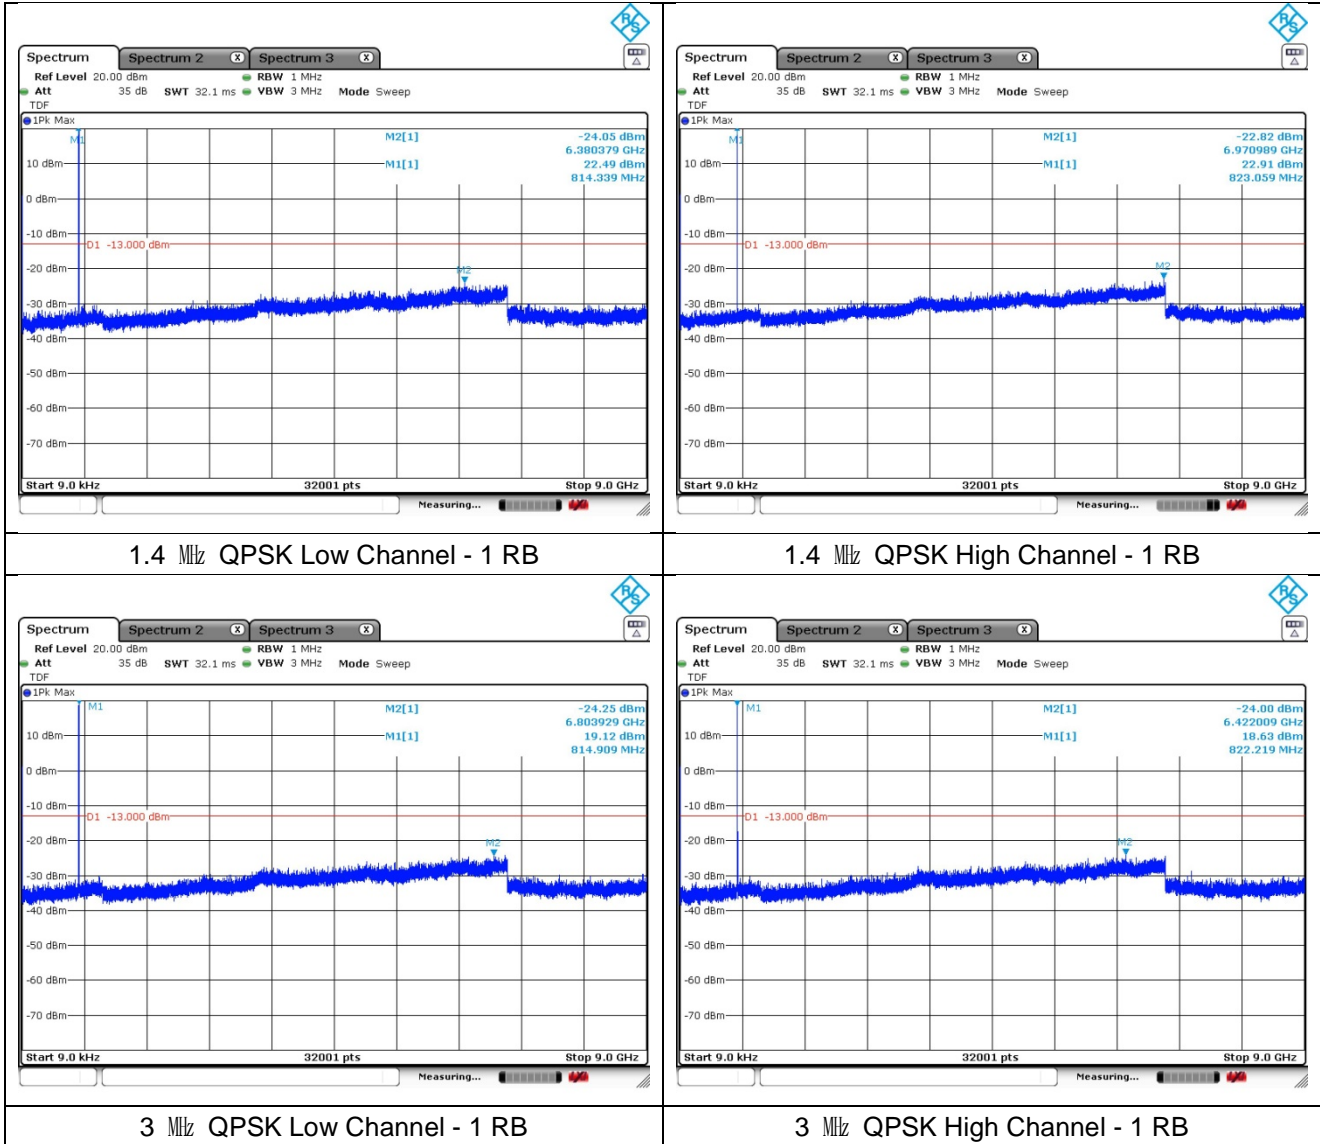 R&S
Spectrum Spectrum 2 X Spectrum 3 X
Ref Level 20.00 dBm RBW 1 MHz
Att 35 dB SWT 32.1 ms VBW 3 MHz Mode Sweep
TDF
1Pk Max
M1
M2[1] -24.05 dBm
6.380379 GHz
10 dBm M1[1] 22.49 dBm
814.339 MHz
0 dBm
-10 dBm
D1 -13.000 dBm
-20 dBm
M2
-30 dBm
-40 dBm
-50 dBm
-60 dBm
-70 dBm
Start 9.0 kHz 32001 pts Stop 9.0 GHz
Measuring...
1.4 ㎒ QPSK Low Channel - 1 RB
R&S
Spectrum Spectrum 2 X Spectrum 3 X
Ref Level 20.00 dBm RBW 1 MHz
Att 35 dB SWT 32.1 ms VBW 3 MHz Mode Sweep
TDF
1Pk Max
M1
M2[1] -22.82 dBm
6.970989 GHz
10 dBm M1[1] 22.91 dBm
823.059 MHz
0 dBm
-10 dBm
D1 -13.000 dBm
-20 dBm
M2
-30 dBm
-40 dBm
-50 dBm
-60 dBm
-70 dBm
Start 9.0 kHz 32001 pts Stop 9.0 GHz
Measuring...
1.4 ㎒ QPSK High Channel - 1 RB
R&S
Spectrum Spectrum 2 X Spectrum 3 X
Ref Level 20.00 dBm RBW 1 MHz
Att 35 dB SWT 32.1 ms VBW 3 MHz Mode Sweep
TDF
1Pk Max
M1
M2[1] -24.25 dBm
6.803929 GHz
10 dBm M1[1] 19.12 dBm
814.909 MHz
0 dBm
-10 dBm
D1 -13.000 dBm
-20 dBm
M2
-30 dBm
-40 dBm
-50 dBm
-60 dBm
-70 dBm
Start 9.0 kHz 32001 pts Stop 9.0 GHz
Measuring...
3 ㎒ QPSK Low Channel - 1 RB
R&S
Spectrum Spectrum 2 X Spectrum 3 X
Ref Level 20.00 dBm RBW 1 MHz
Att 35 dB SWT 32.1 ms VBW 3 MHz Mode Sweep
TDF
1Pk Max
M1
M2[1] -24.00 dBm
6.422009 GHz
10 dBm M1[1] 18.63 dBm
822.219 MHz
0 dBm
-10 dBm
D1 -13.000 dBm
-20 dBm
M2
-30 dBm
-40 dBm
-50 dBm
-60 dBm
-70 dBm
Start 9.0 kHz 32001 pts Stop 9.0 GHz
Measuring...
3 ㎒ QPSK High Channel - 1 RB